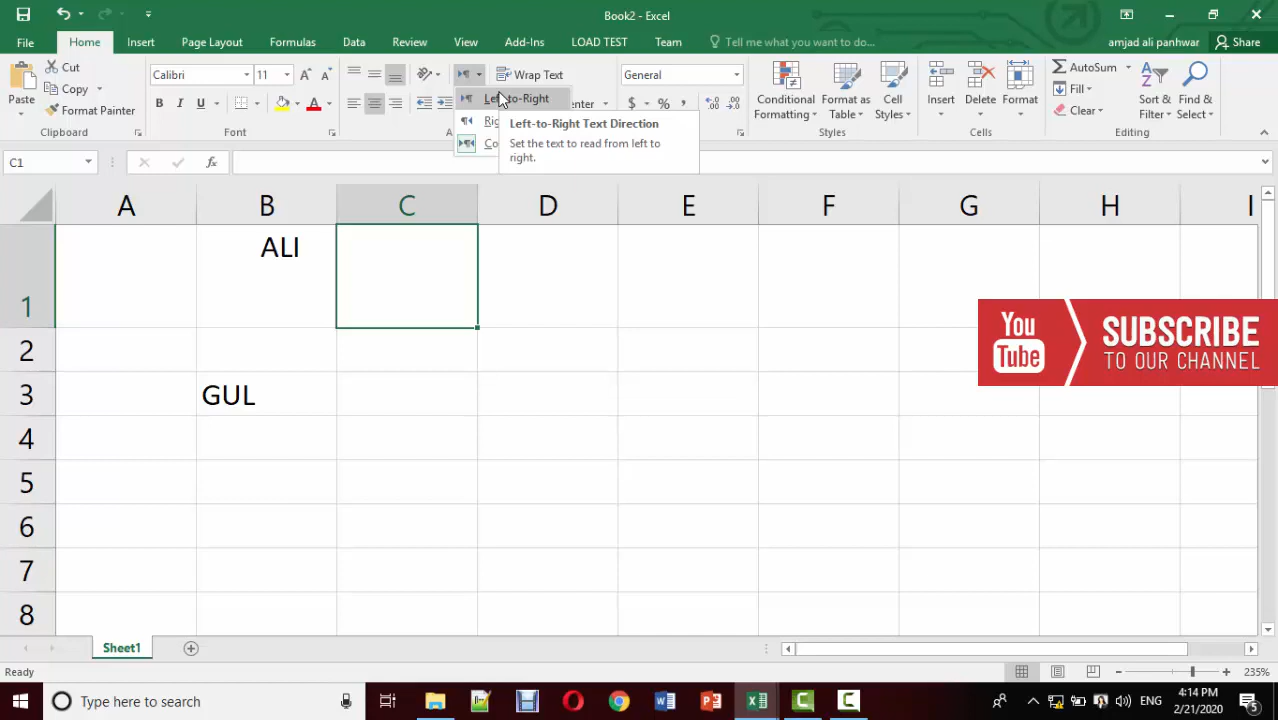 Book2 - Excel
File Home Insert Page Layout Formulas Data Review View Add-Ins LOAD TEST Team Tell me what you want to do... amjad ali panhwar Share
Paste
Cut
Copy
Format Painter
Clipboard
Calibri 11
B I U A
Font
Wrap Text
General
$ % ,
Conditional Formatting
Format as Table
Cell Styles
Styles
Insert Delete Format
Cells
AutoSum
Fill
Clear
Sort & Filter
Find & Select
Editing
Left-to-Right Text Direction
Set the text to read from left to
right.
C1 fx
A B C D E F G H I
1 ALI
2
3 GUL
4
5
6
7
8
You Tube SUBSCRIBE
TO OUR CHANNEL
Sheet1
Ready 235%
Type here to search
ENG
4:14 PM
2/21/2020
5